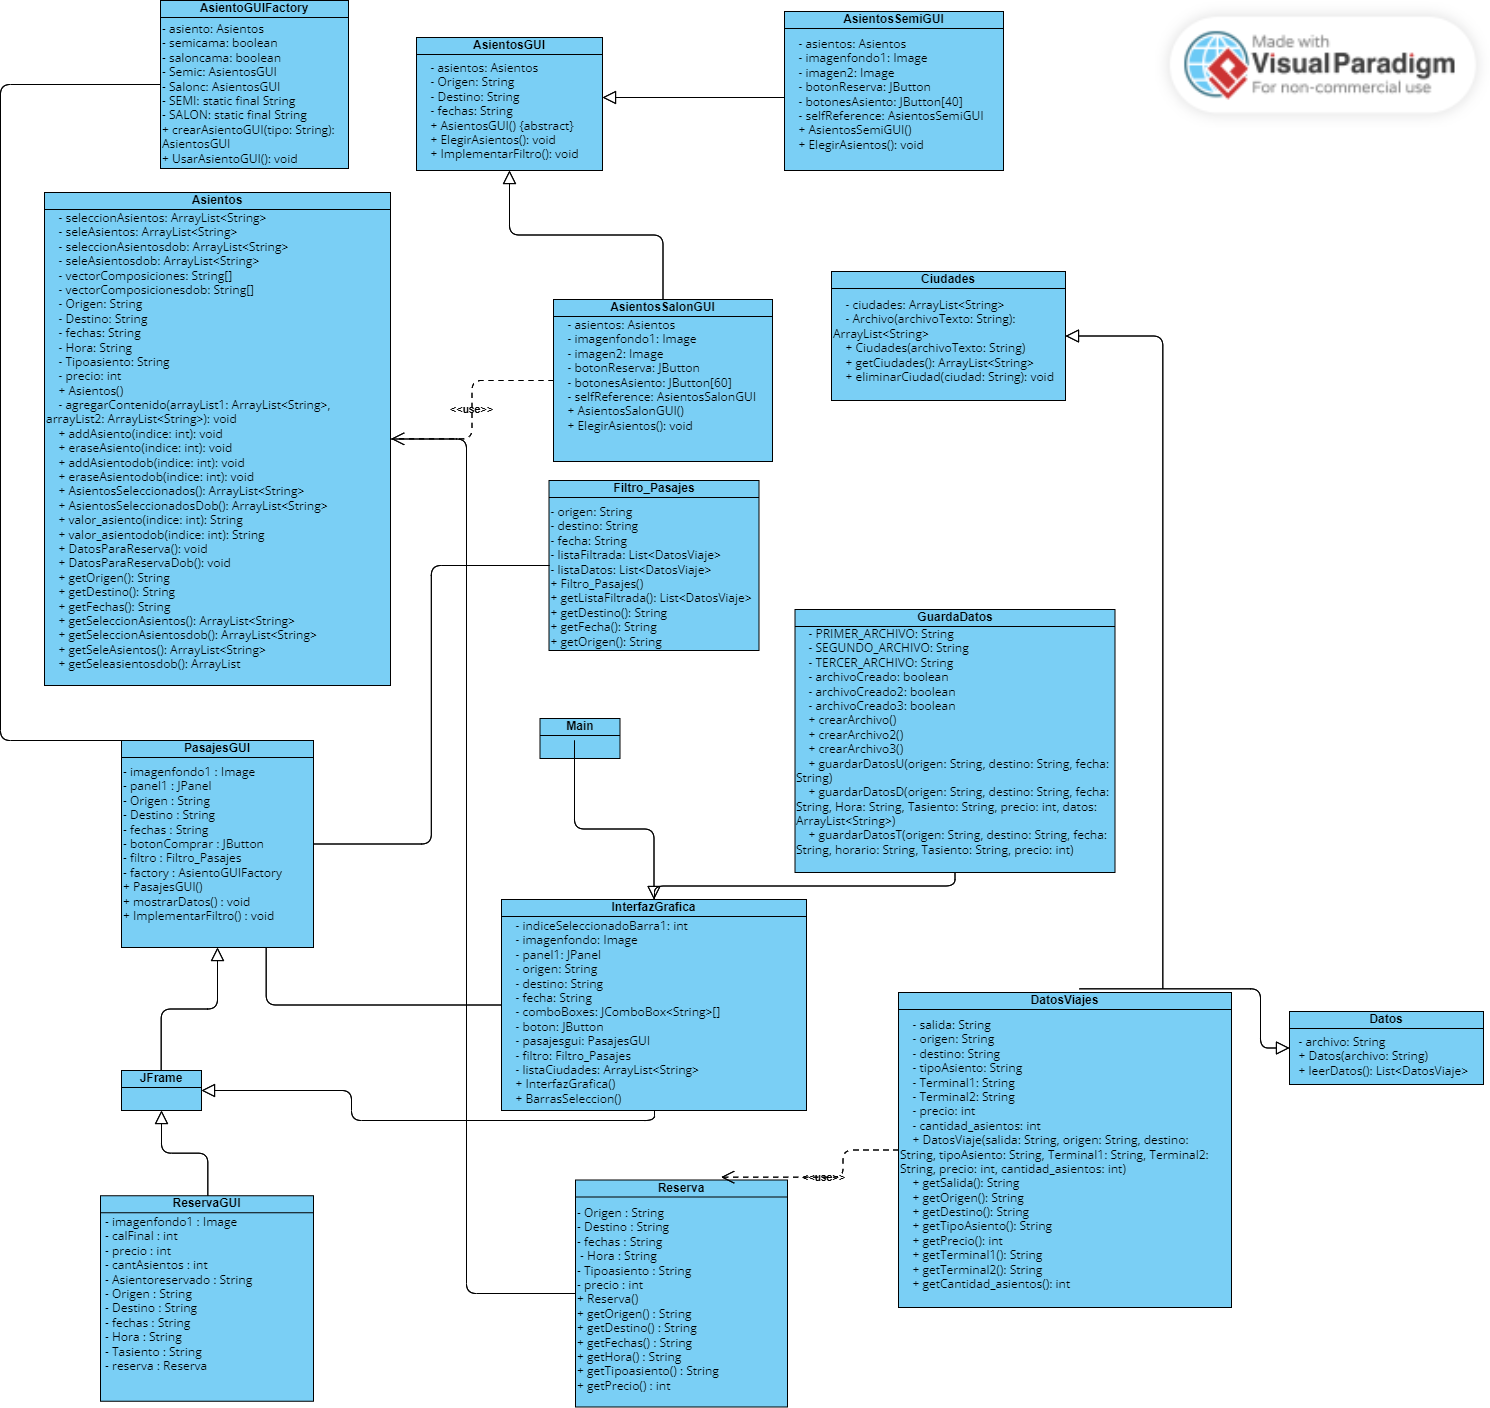 AsientoGUIFactory
- asiento: Asientos
- semicama: boolean
- saloncama: boolean
- Semic: AsientosGUI
- Salonc: AsientosGUI
- SEMI: static final String
- SALON: static final String
+ crearAsientoGUI(tipo: String):
AsientosGUI
+ UsarAsientoGUI(): void
AsientosGUI
- asientos: Asientos
- Origen: String
- Destino: String
- fechas: String
+ AsientosGUI() {abstract}
+ ElegirAsientos(): void
+ ImplementarFiltro(): void
AsientosSemiGUI
- asientos: Asientos
- imagenfondo1: Image
- imagen2: Image
- botonReserva: JButton
- botonesAsiento: JButton[40]
- selfReference: AsientosSemiGUI
+ AsientosSemiGUI()
+ ElegirAsientos(): void
Made with
VisualParadigm
For non-commercial use
Asientos
- seleccionAsientos: ArrayList<String>
- seleAsientos: ArrayList<String>
- seleccionAsientosdob: ArrayList<String>
- seleAsientosdob: ArrayList<String>
- vectorComposiciones: String[]
- vectorComposicionesdob: String[]
- Origen: String
- Destino: String
- fechas: String
- Hora: String
- Tipoasiento: String
- precio: int
+ Asientos()
- agregarContenido(arrayList1: ArrayList<String>,
arrayList2: ArrayList<String>): void
+ addAsiento(indice: int): void
+ eraseAsiento(indice: int): void
+ addAsientodob(indice: int): void
+ eraseAsientodob(indice: int): void
+ AsientosSeleccionados(): ArrayList<String>
+ AsientosSeleccionadosDob(): ArrayList<String>
+ valor_asiento(indice: int): String
+ valor_asientodob(indice: int): String
+ DatosParaReserva(): void
+ DatosParaReservaDob(): void
+ getOrigen(): String
+ getDestino(): String
+ getFechas(): String
+ getSeleccionAsientos(): ArrayList<String>
+ getSeleccionAsientosdob(): ArrayList<String>
+ getSeleAsientos(): ArrayList<String>
+ getSeleasientosdob(): ArrayList
AsientosSalonGUI
- asientos: Asientos
- imagenfondo1: Image
- imagen2: Image
- botonReserva: JButton
- botonesAsiento: JButton[60]
- selfReference: AsientosSalonGUI
+ AsientosSalonGUI()
+ ElegirAsientos(): void
<<use>>
Ciudades
- ciudades: ArrayList<String>
- Archivo(archivoTexto: String):
ArrayList<String>
+ Ciudades(archivoTexto: String)
+ getCiudades(): ArrayList<String>
+ eliminarCiudad(ciudad: String): void
Filtro_Pasajes
- origen: String
- destino: String
- fecha: String
- listaFiltrada: List<DatosViaje>
- listaDatos: List<DatosViaje>
+ Filtro_Pasajes()
+ getListaFiltrada(): List<DatosViaje>
+ getDestino(): String
+ getFecha(): String
+ getOrigen(): String
GuardaDatos
- PRIMER_ARCHIVO: String
- SEGUNDO_ARCHIVO: String
- TERCER_ARCHIVO: String
- archivoCreado: boolean
- archivoCreado2: boolean
- archivoCreado3: boolean
+ crearArchivo()
+ crearArchivo2()
+ crearArchivo3()
+ guardarDatosU(origen: String, destino: String, fecha:
String)
+ guardarDatosD(origen: String, destino: String, fecha:
String, Hora: String, Tasiento: String, precio: int, datos:
ArrayList<String>)
+ guardarDatosT(origen: String, destino: String, fecha:
String, horario: String, Tasiento: String, precio: int)
Main
PasajesGUI
- imagenfondo1 : Image
- panel1 : JPanel
- Origen : String
- Destino : String
- fechas : String
- botonComprar : JButton
- filtro : Filtro_Pasajes
- factory : AsientoGUIFactory
+ PasajesGUI()
+ mostrarDatos() : void
+ ImplementarFiltro() : void
InterfazGrafica
- indiceSeleccionadoBarra1: int
- imagenfondo: Image
- panel1: JPanel
- origen: String
- destino: String
- fecha: String
- comboBoxes: JComboBox<String>[]
- boton: JButton
- pasajesgui: PasajesGUI
- filtro: Filtro_Pasajes
- listaCiudades: ArrayList<String>
+ InterfazGrafica()
+ BarrasSeleccion()
DatosViajes
- salida: String
- origen: String
- destino: String
- tipoAsiento: String
- Terminal1: String
- Terminal2: String
- precio: int
- cantidad_asientos: int
+ DatosViaje(salida: String, origen: String, destino:
String, tipoAsiento: String, Terminal1: String, Terminal2:
String, precio: int, cantidad_asientos: int)
+ getSalida(): String
+ getOrigen(): String
+ getDestino(): String
+ getTipoAsiento(): String
+ getPrecio(): int
+ getTerminal1(): String
+ getTerminal2(): String
+ getCantidad_asientos(): int
Datos
- archivo: String
+ Datos(archivo: String)
+ leerDatos(): List<DatosViaje>
JFrame
<<use>>
ReservaGUI
- imagenfondo1 : Image
- calFinal : int
- precio : int
- cantAsientos : int
- Asientoreservado : String
- Origen : String
- Destino : String
- fechas : String
- Hora : String
- Tasiento : String
- reserva : Reserva
Reserva
- Origen : String
- Destino : String
- fechas : String
- Hora : String
- Tipoasiento : String
- precio : int
+ Reserva()
+ getOrigen() : String
+ getDestino() : String
+ getFechas() : String
+ getHora() : String
+ getTipoasiento() : String
+ getPrecio() : int